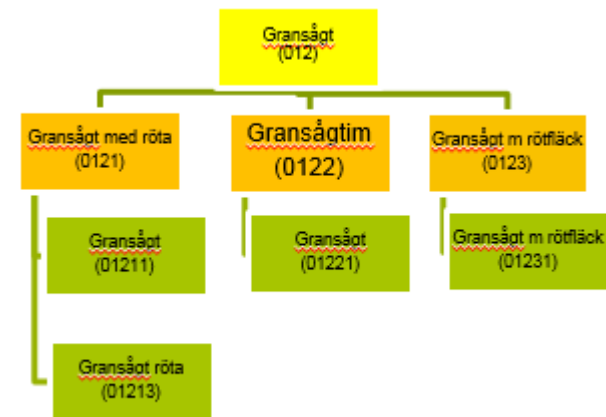 Gransågt
(012)
Gransågt med röta
(0121)
Gransågtim
(0122)
Gransågt m rötfläck
(0123)
Gransågt
(01211)
Gransågt
(01221)
Gransågt m rötfläck
(01231)
Gransågt röta
(01213)